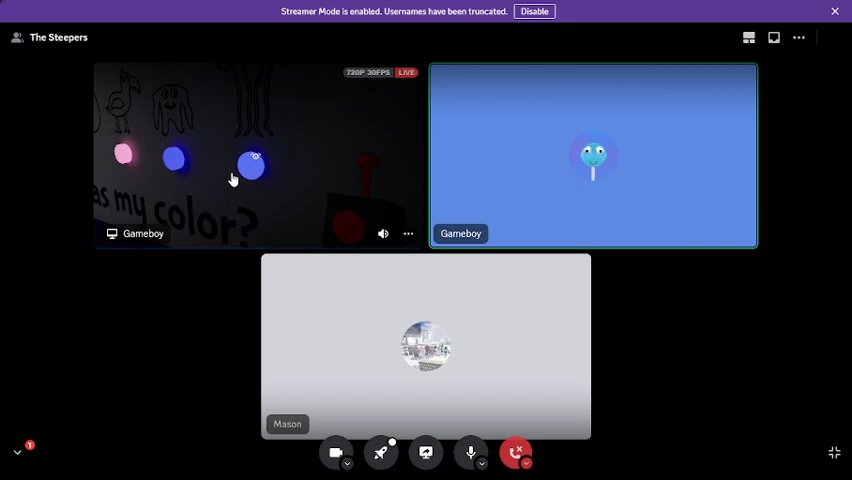 Streamer Mode is enabled. Usernames have been truncated. Disable
The Steepers
720P 30FPS LIVE
as my color?
Gameboy
Gameboy
Mason
1